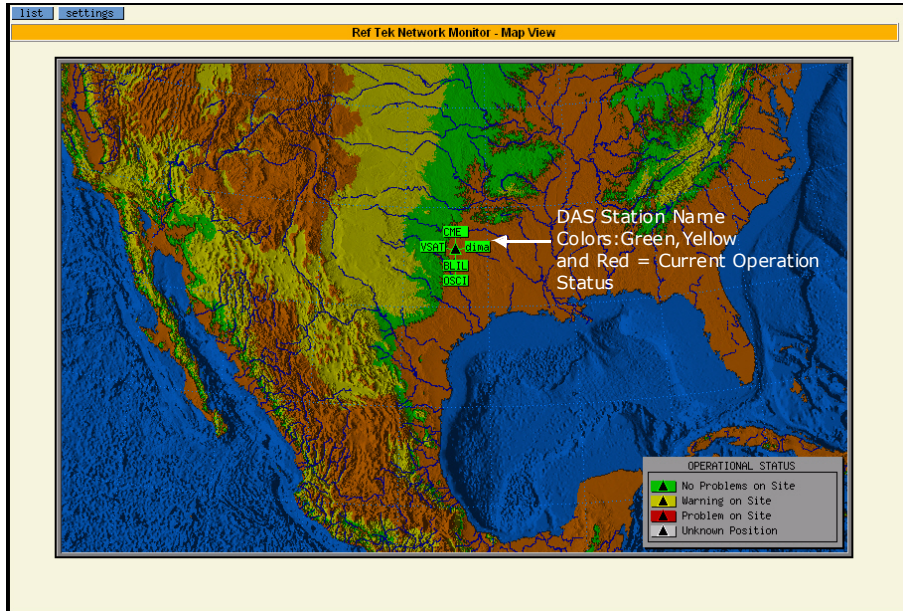 list settings
Ref Tek Network Monitor - Map View
CME
VSAT dima
BLIL
OSCI
DAS Station Name
Colors:Green,Yellow
and Red = Current Operation
Status
OPERATIONAL STATUS
No Problems on Site
Warning on Site
Problem on Site
Unknown Position